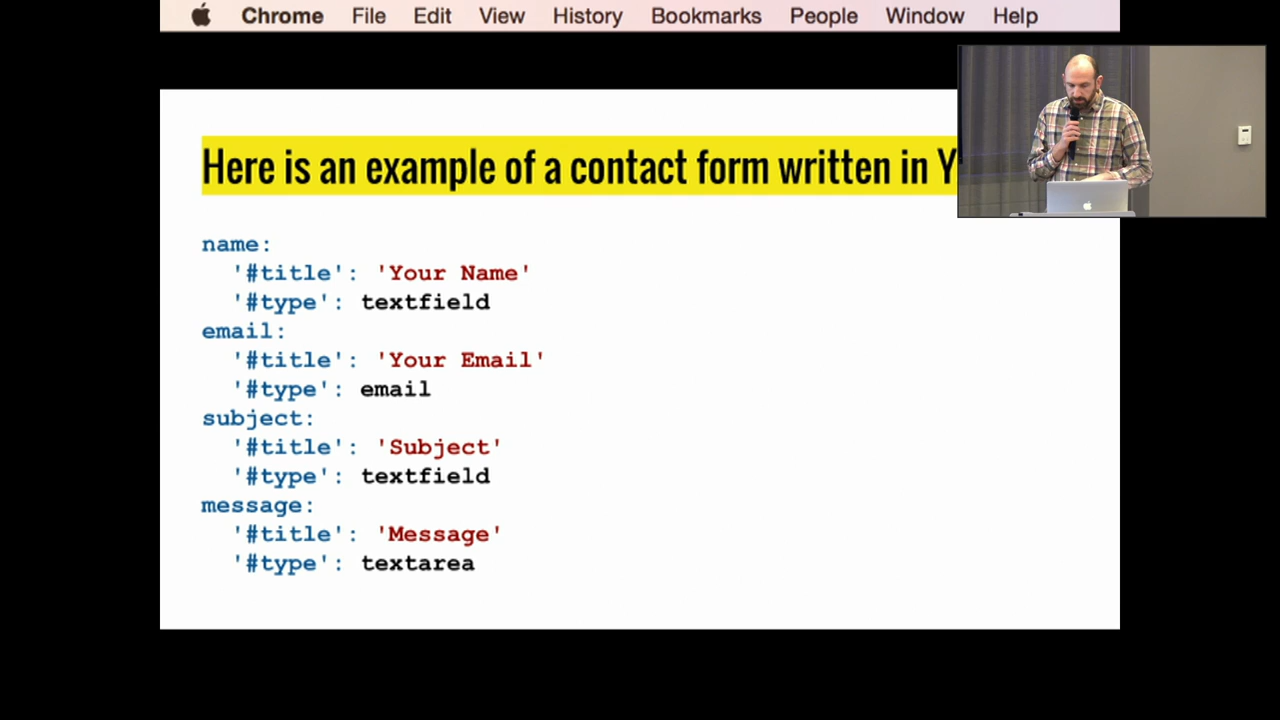 Chrome File Edit View History Bookmarks People Window Help
Here is an example of a contact form written in Y
name:
  '#title': 'Your Name'
  '#type': textfield
email:
  '#title': 'Your Email'
  '#type': email
subject:
  '#title': 'Subject'
  '#type': textfield
message:
  '#title': 'Message'
  '#type': textarea